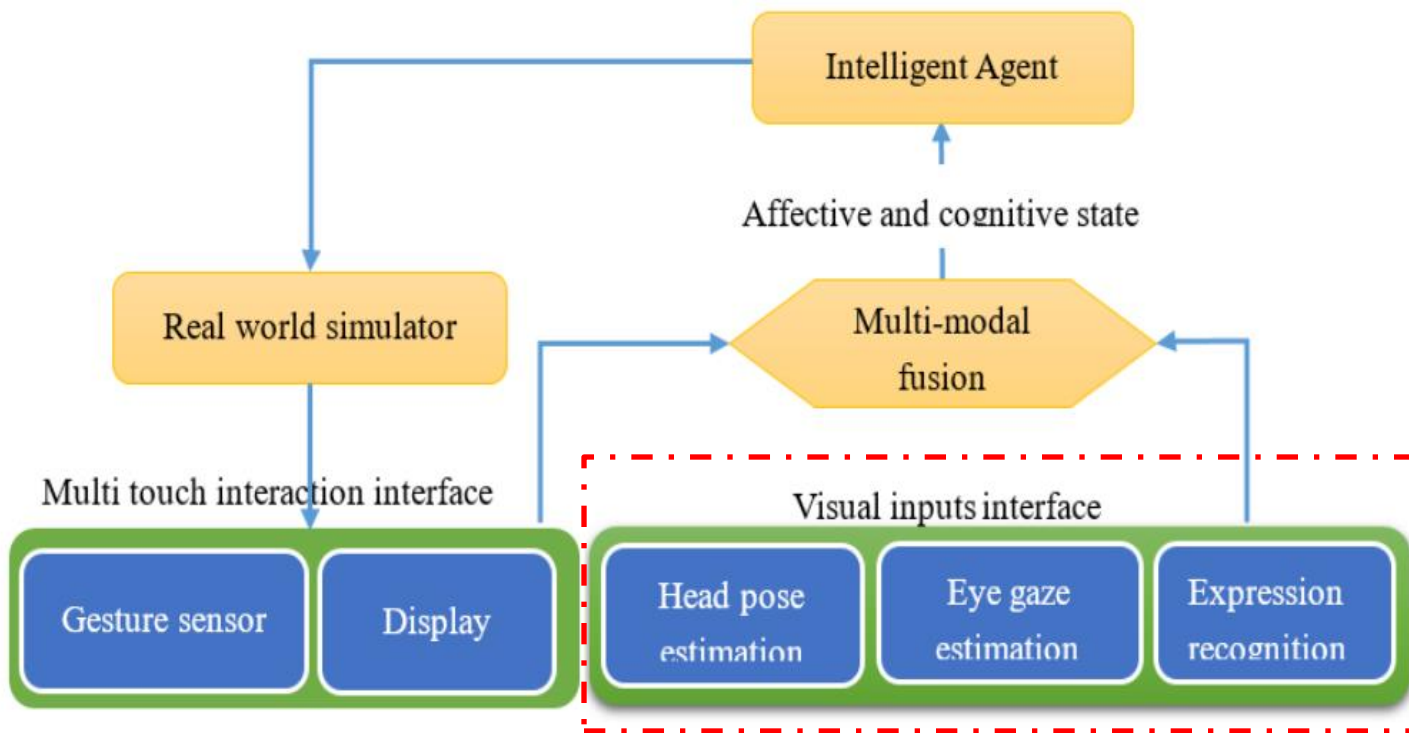 Intelligent Agent
Affective and cognitive state
Real world simulator
Multi-modal
fusion
Multi touch interaction interface
Visual inputs interface
Gesture sensor
Display
Head pose
estimation
Eye gaze
estimation
Expression
recognition